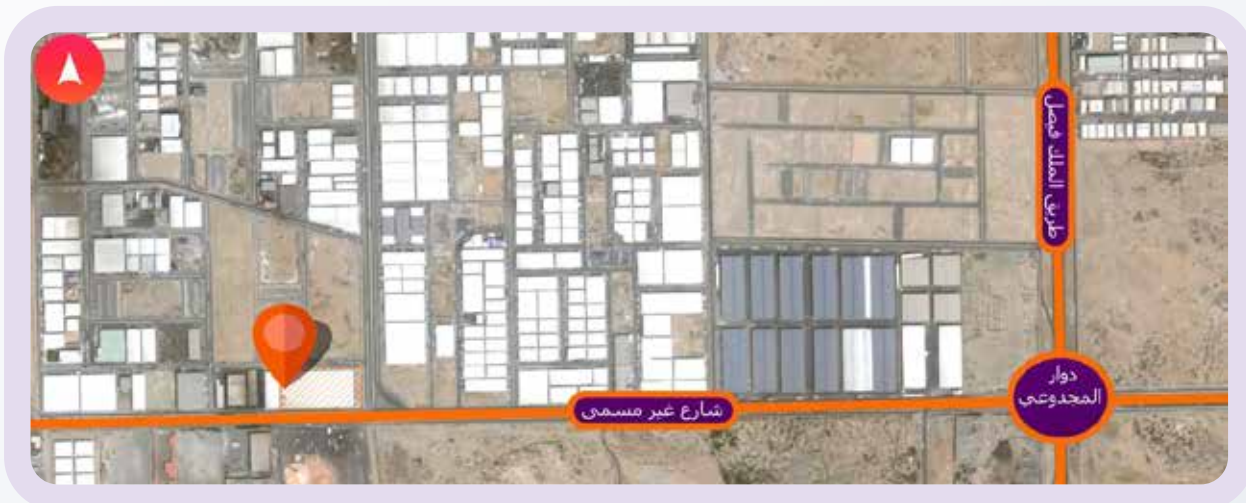 طريق الملك فيصل
دوار
المجدوعي
شارع غير مسمى